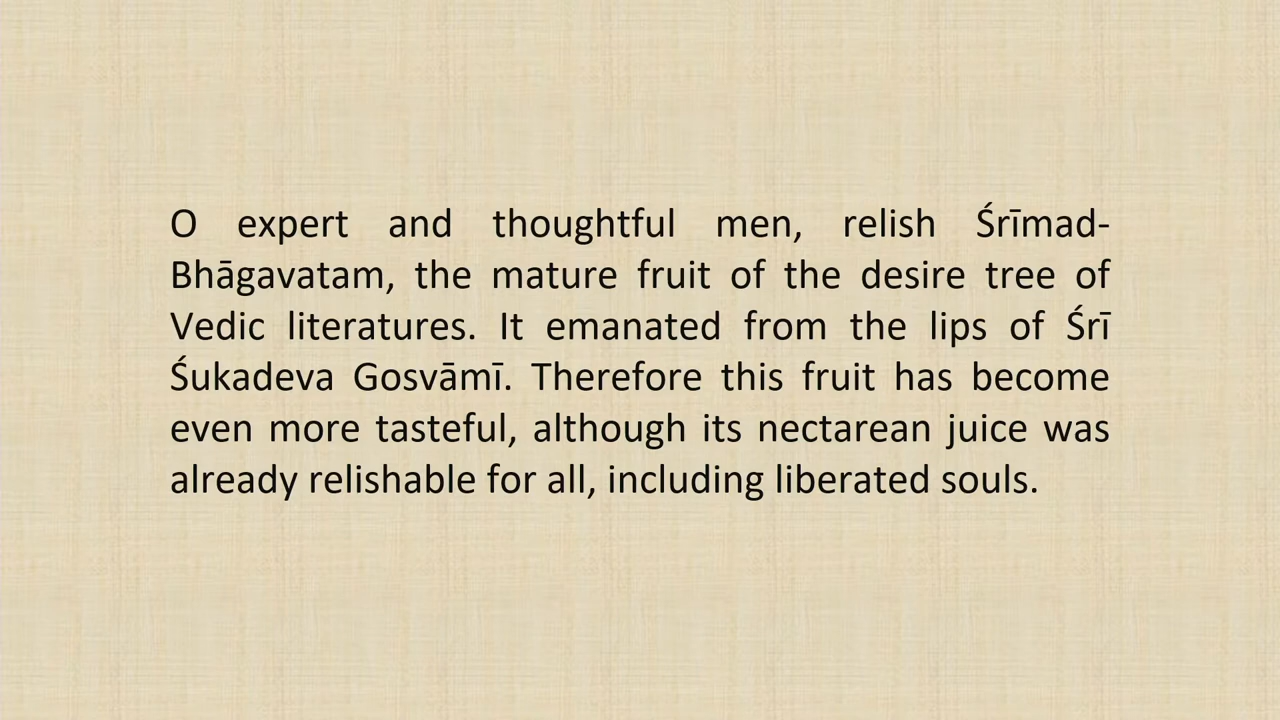 O expert and thoughtful men, relish Śrīmad-
Bhāgavatam, the mature fruit of the desire tree of
Vedic literatures. It emanated from the lips of Śrī
Śukadeva Gosvāmī. Therefore this fruit has become
even more tasteful, although its nectarean juice was
already relishable for all, including liberated souls.